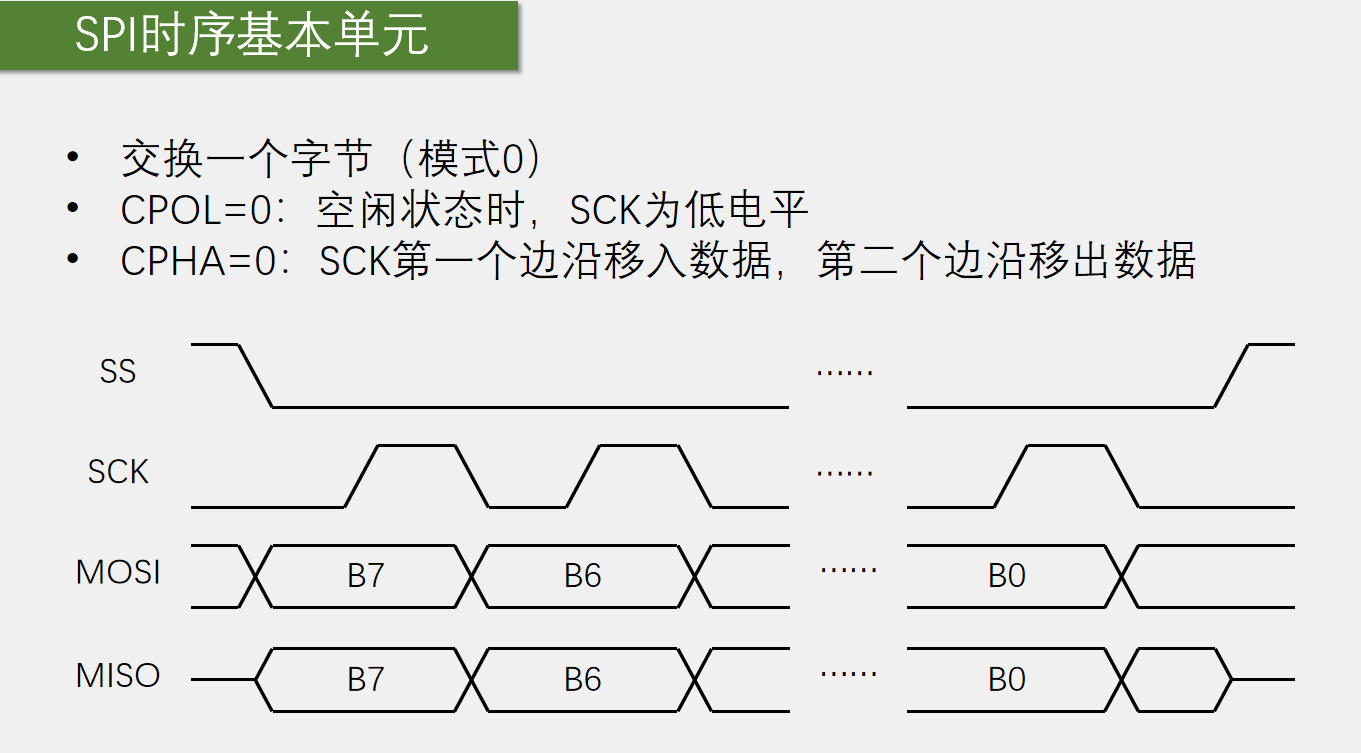 SPI时序基本单元
• 交换一个字节（模式0）
• CPOL=0：空闲状态时，SCK为低电平
• CPHA=0：SCK第一个边沿移入数据，第二个边沿移出数据
SS ……
SCK ……
MOSI B7 B6 …… B0
MISO B7 B6 …… B0